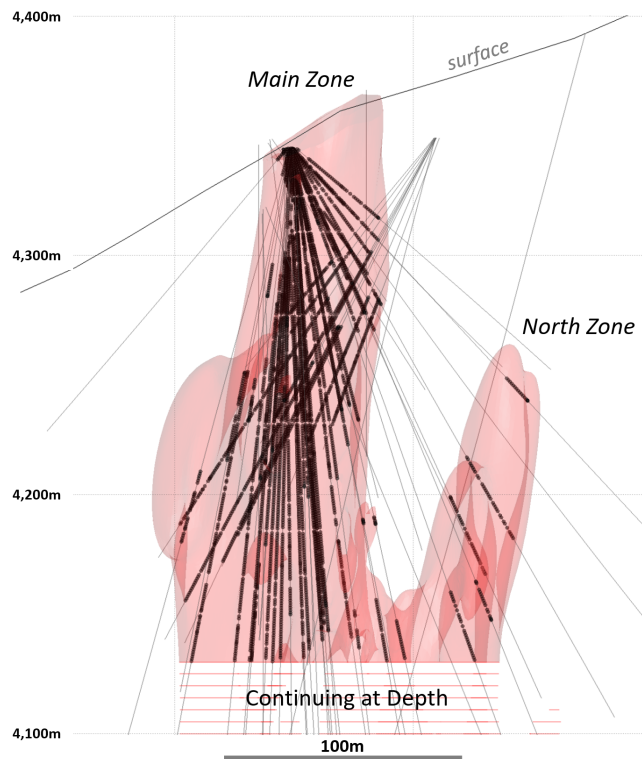 4,400m
surface
Main Zone
4,300m
North Zone
4,200m
Continuing at Depth
4,100m
100m